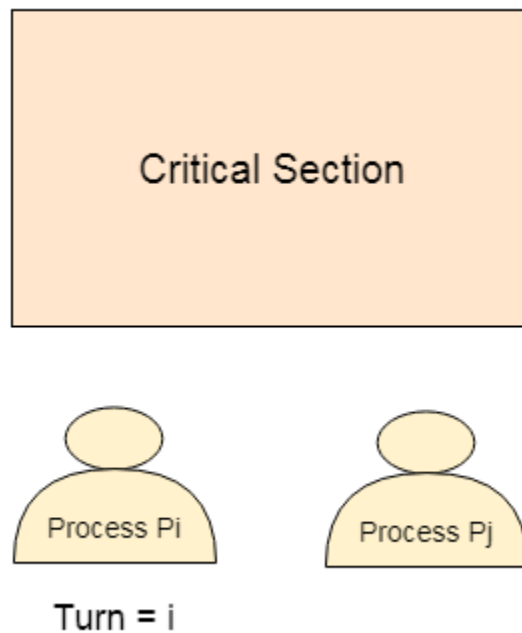 Critical Section
Process Pi
Process Pj
Turn = i